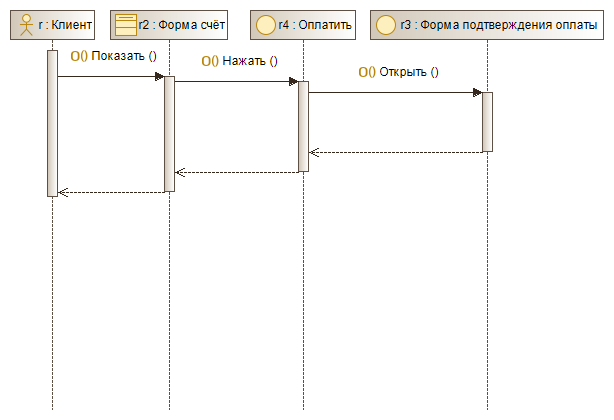 r : Клиент
r2 : Форма счёт
r4 : Оплатить
r3 : Форма подтверждения оплаты
O() Показать ()
O() Нажать ()
O() Открыть ()